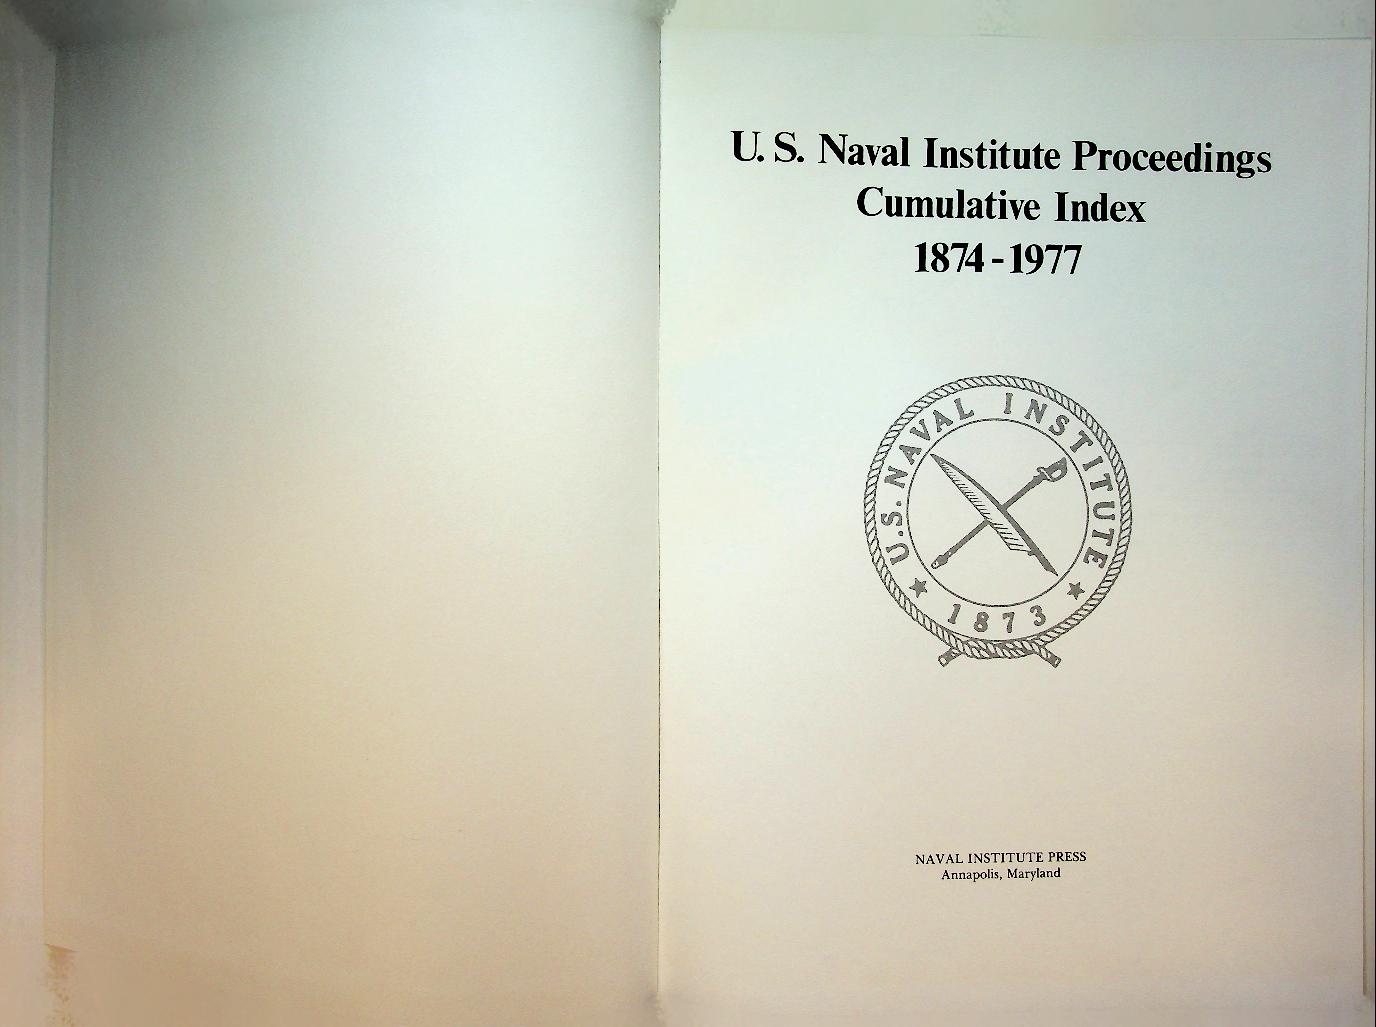 U. S. Naval Institute Proceedings
Cumulative Index
1874-1977
U.S. NAVAL INSTITUTE
★ 1873 ★
NAVAL INSTITUTE PRESS
Annapolis, Maryland